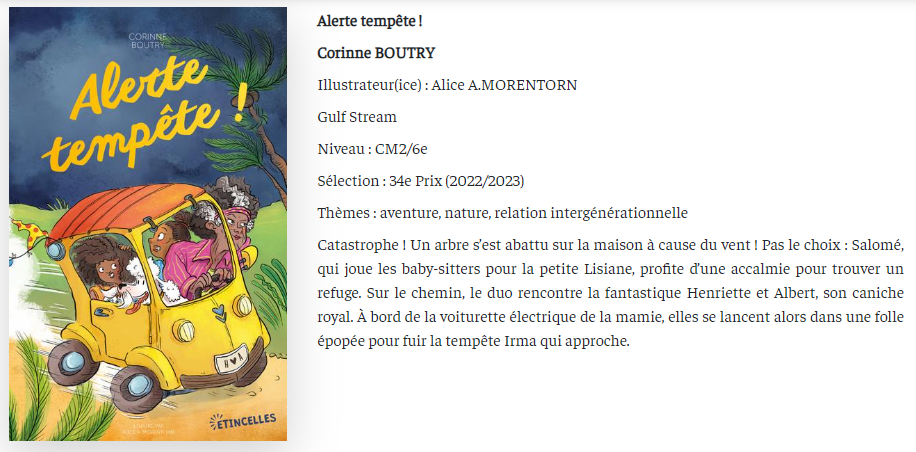 CORINNE
BOUTRY
Alerte
tempête !
H♥A
ETINCELLES
Alerte tempête !
Corinne BOUTRY
Illustrateur(ice) : Alice A.MORENTORN
Gulf Stream
Niveau : CM2/6e
Sélection : 34e Prix (2022/2023)
Thèmes : aventure, nature, relation intergénérationnelle
Catastrophe ! Un arbre s’est abattu sur la maison à cause du vent ! Pas le choix : Salomé,
qui joue les baby-sitters pour la petite Lisiane, profite d’une accalmie pour trouver un
refuge. Sur le chemin, le duo rencontre la fantastique Henriette et Albert, son caniche
royal. À bord de la voiturette électrique de la mamie, elles se lancent alors dans une folle
épopée pour fuir la tempête Irma qui approche.